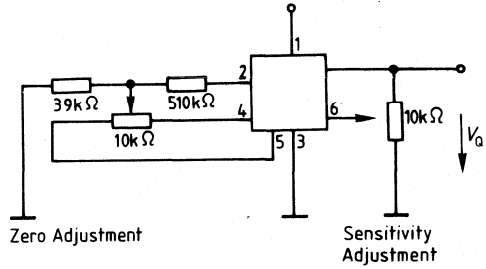 1
2
39kΩ
510kΩ
4
6
10kΩ
10kΩ
5
3
V_Q
Zero Adjustment
Sensitivity
Adjustment